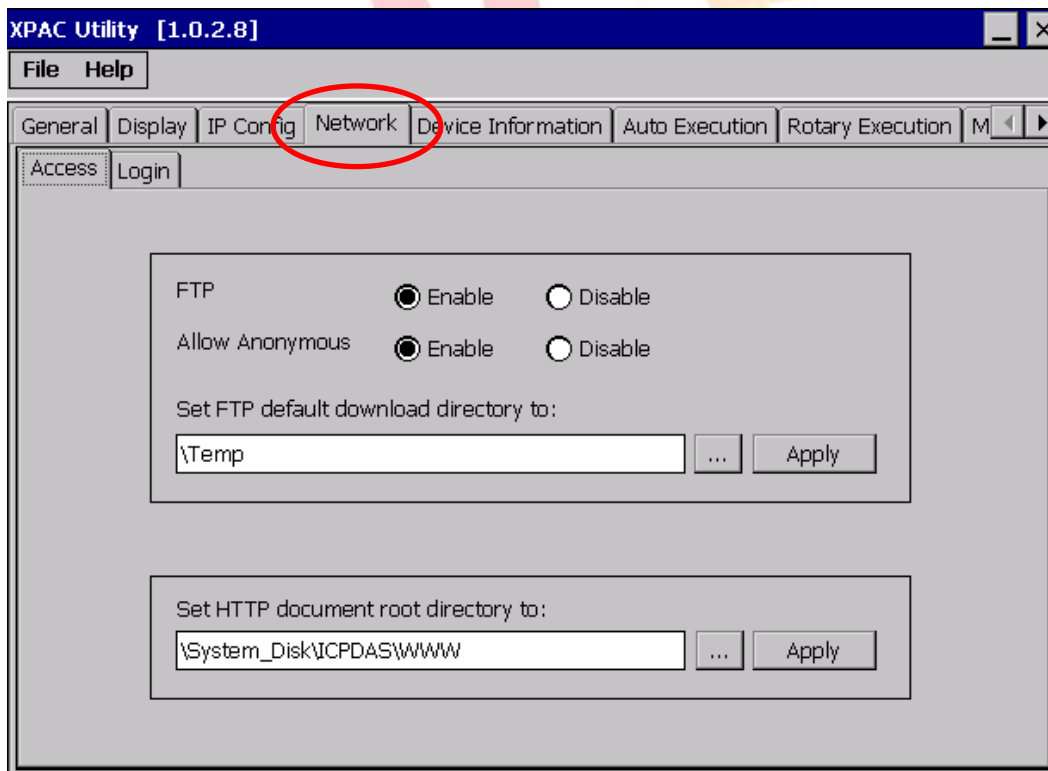 XPAC Utility [1.0.2.8]
File Help
General Display IP Config Network Device Information Auto Execution Rotary Execution M
Access Login
FTP Enable Disable
Allow Anonymous Enable Disable
Set FTP default download directory to:
\Temp ... Apply
Set HTTP document root directory to:
\System_Disk\ICPDAS\WWW ... Apply